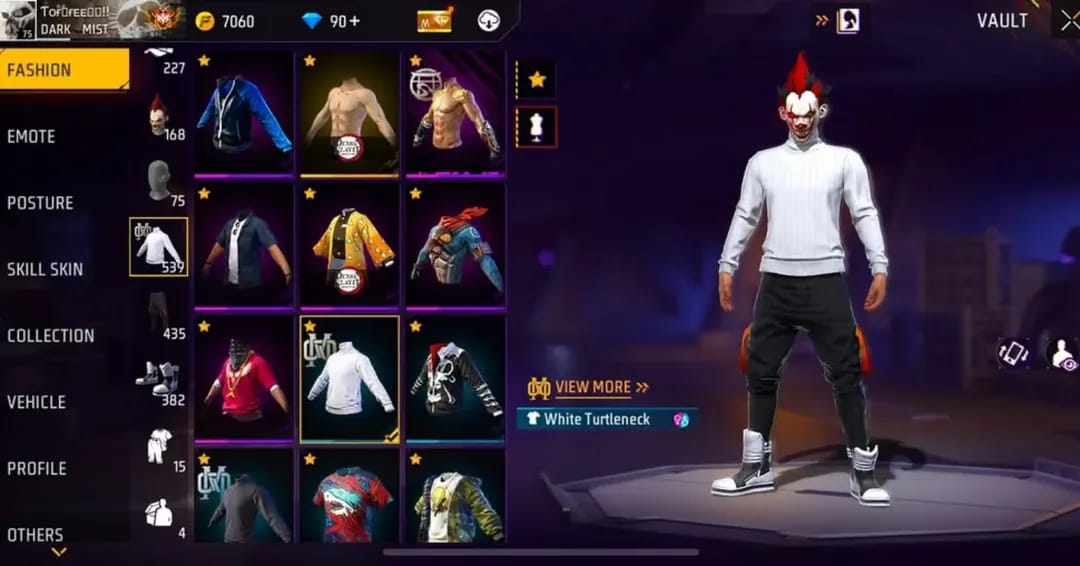 DARK MIST
75
7060
90+
VAULT
FASHION
EMOTE
POSTURE
SKILL SKIN
COLLECTION
VEHICLE
PROFILE
OTHERS
227
168
75
539
435
382
15
4
VIEW MORE
White Turtleneck